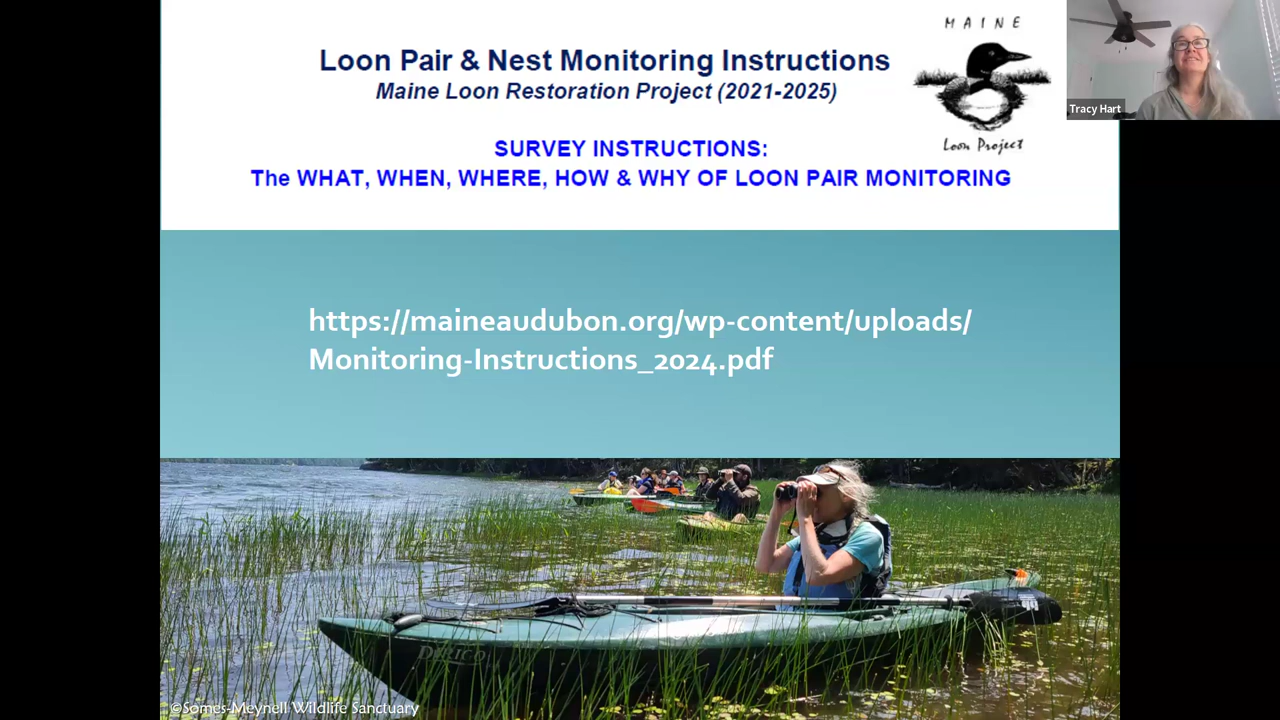 Loon Pair & Nest Monitoring Instructions
Maine Loon Restoration Project (2021-2025)
MAINE
Loon Project
SURVEY INSTRUCTIONS:
The WHAT, WHEN, WHERE, HOW & WHY OF LOON PAIR MONITORING
Tracy Hart
https://maineaudubon.org/wp-content/uploads/
Monitoring-Instructions_2024.pdf
©Somes-Meynell Wildlife Sanctuary